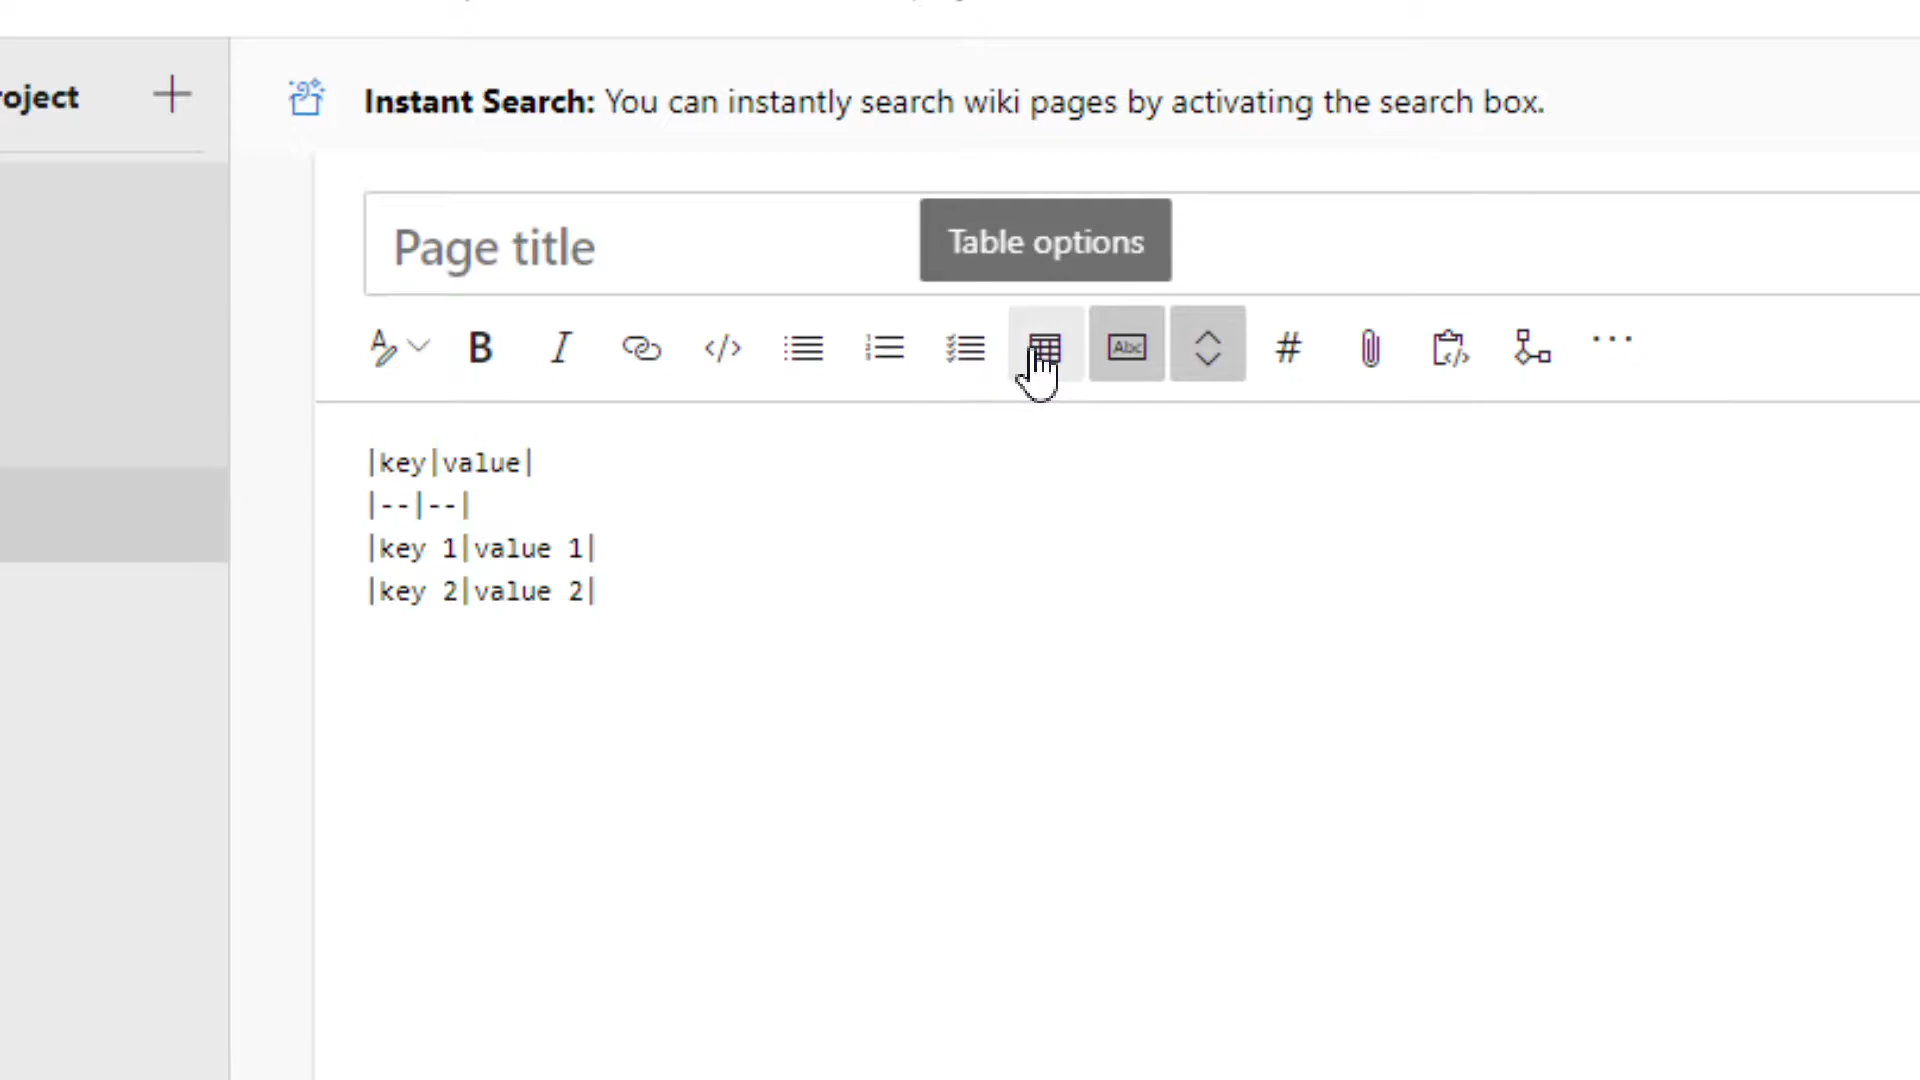 roject
Instant Search: You can instantly search wiki pages by activating the search box.
Page title
Table options
B I </> Abc # ...
|key|value|
|--|--|
|key 1|value 1|
|key 2|value 2|